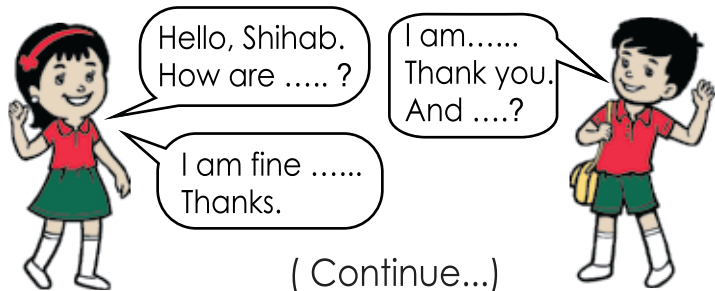 Hello, Shihab.
How are ..... ?
I am......
Thank you.
And ....?
I am fine ......
Thanks.
( Continue...)